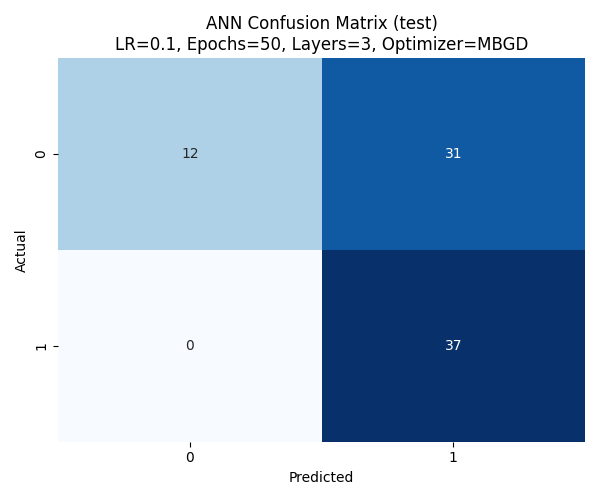 ANN Confusion Matrix (test)
LR=0.1, Epochs=50, Layers=3, Optimizer=MBGD
0
12
31
Actual
1
0
37
0
1
Predicted